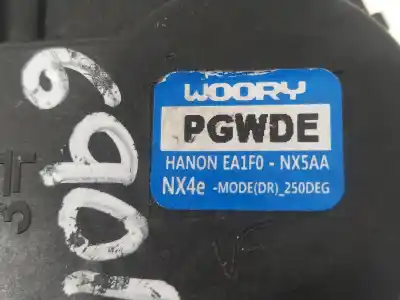 WOORY
PGWDE
HANON EA1F0 - NX5AA
NX4e -MODE(DR)_250DEG